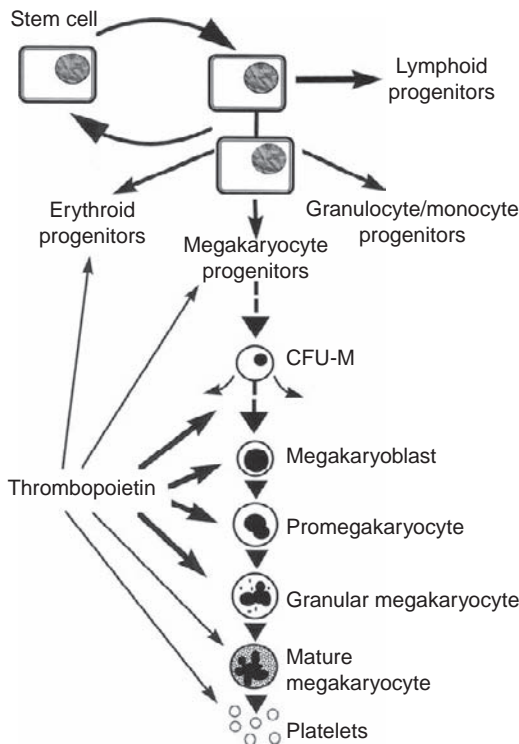 Stem cell
Lymphoid
progenitors
Erythroid
progenitors
Granulocyte/monocyte
progenitors
Megakaryocyte
progenitors
CFU-M
Megakaryoblast
Thrombopoietin
Promegakaryocyte
Granular megakaryocyte
Mature
megakaryocyte
Platelets